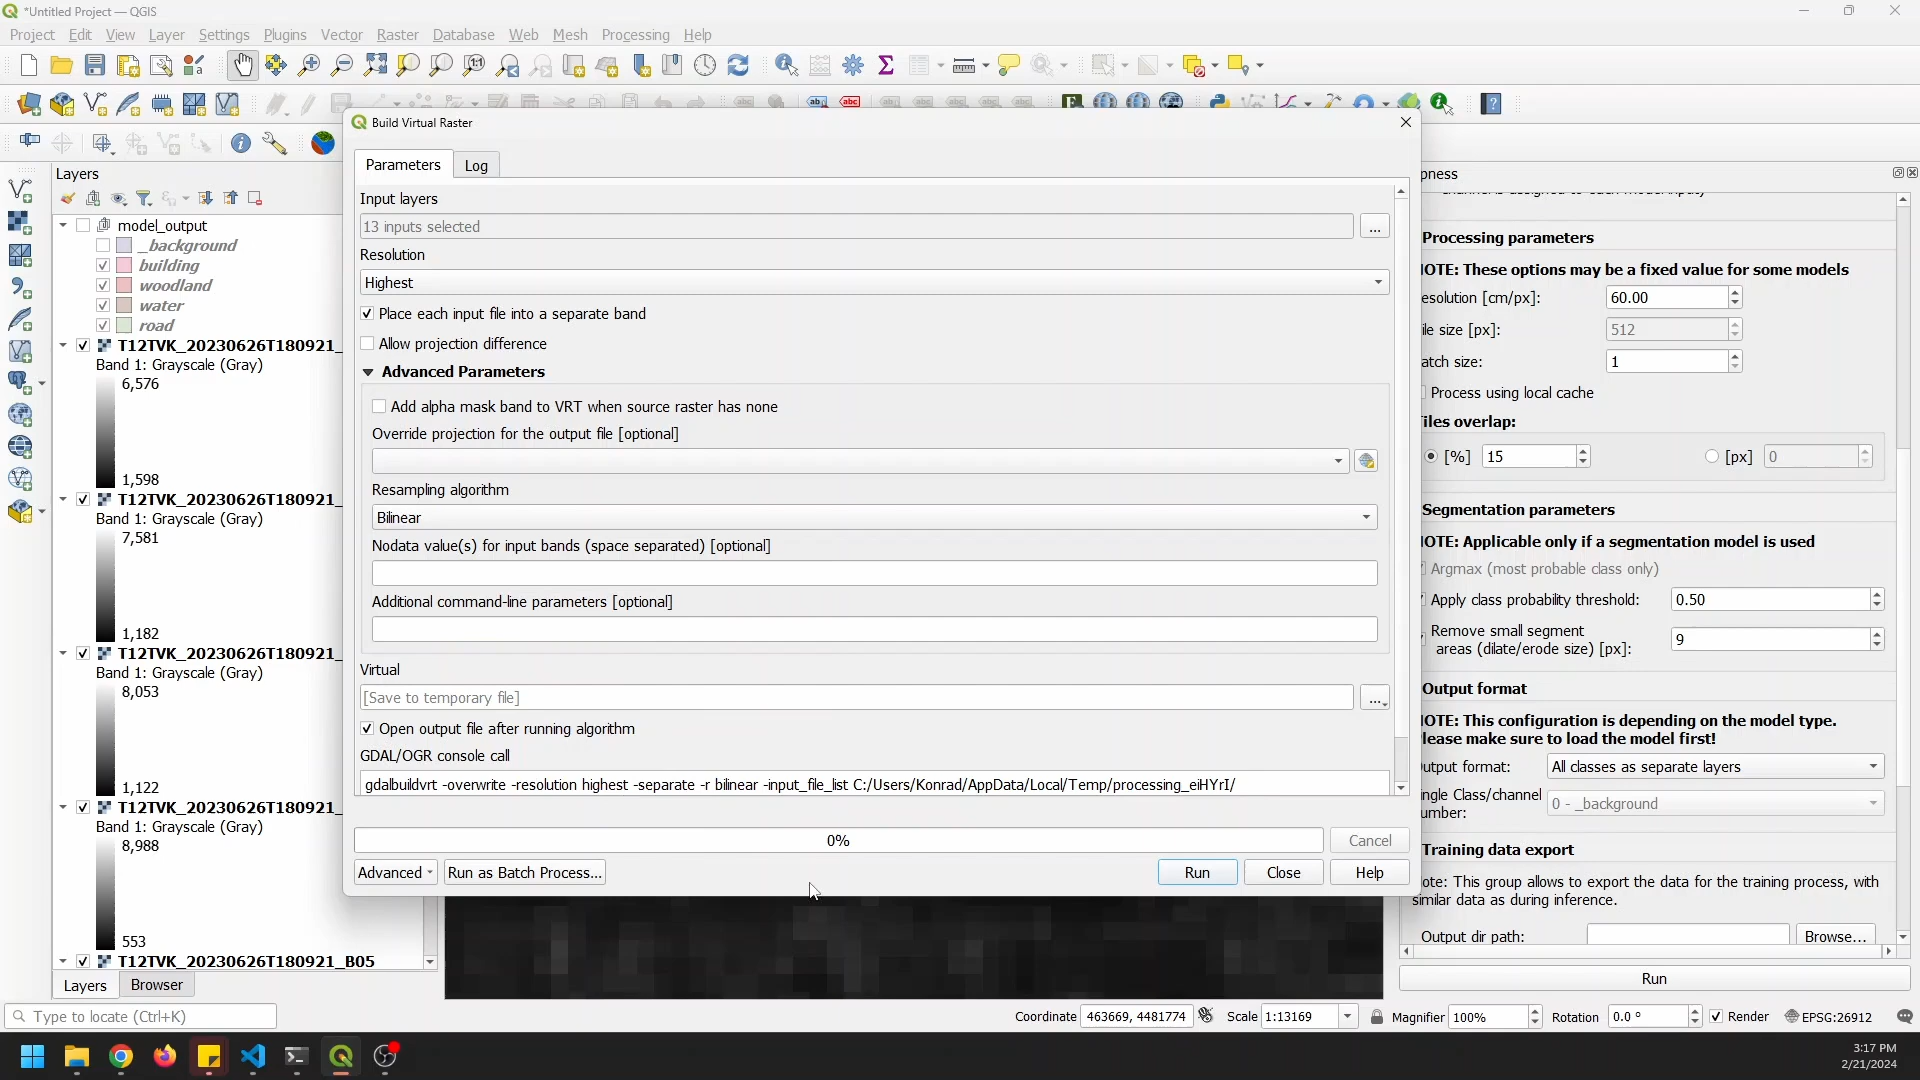 *Untitled Project — QGIS
Project Edit View Layer Settings Plugins Vector Raster Database Web Mesh Processing Help
Build Virtual Raster
Parameters
Log
Input layers
13 inputs selected
...
Resolution
Highest
Place each input file into a separate band
Allow projection difference
Advanced Parameters
Add alpha mask band to VRT when source raster has none
Override projection for the output file [optional]
Resampling algorithm
Bilinear
Nodata value(s) for input bands (space separated) [optional]
Additional command-line parameters [optional]
Virtual
[Save to temporary file]
...
Open output file after running algorithm
GDAL/OGR console call
gdalbuildvrt -overwrite -resolution highest -separate -r bilinear -input_file_list C:/Users/Konrad/AppData/Local/Temp/processing_eiHYrI/
0%
Cancel
Advanced
Run as Batch Process...
Run
Close
Help
Layers
model_output
_background
building
woodland
water
road
T12TVK_20230626T180921_
Band 1: Grayscale (Gray)
6,576
1,598
T12TVK_20230626T180921_
Band 1: Grayscale (Gray)
7,581
1,182
T12TVK_20230626T180921_
Band 1: Grayscale (Gray)
8,053
1,122
T12TVK_20230626T180921_
Band 1: Grayscale (Gray)
8,988
553
T12TVK_20230626T180921_B05
Layers
Browser
pness
Processing parameters
OTE: These options may be a fixed value for some models
esolution [cm/px]:
60.00
ile size [px]:
512
atch size:
1
Process using local cache
iles overlap:
[%]
15
[px]
0
Segmentation parameters
OTE: Applicable only if a segmentation model is used
Argmax (most probable class only)
Apply class probability threshold:
0.50
Remove small segment
areas (dilate/erode size) [px]:
9
Output format
OTE: This configuration is depending on the model type.
lease make sure to load the model first!
utput format:
All classes as separate layers
ingle Class/channel
umber:
0 - _background
Training data export
ote: This group allows to export the data for the training process, with
similar data as during inference.
Output dir path:
Browse...
Run
Type to locate (Ctrl+K)
Coordinate 463669, 4481774
Scale 1:13169
Magnifier 100%
Rotation 0.0 °
Render
EPSG:26912
3:17 PM
2/21/2024